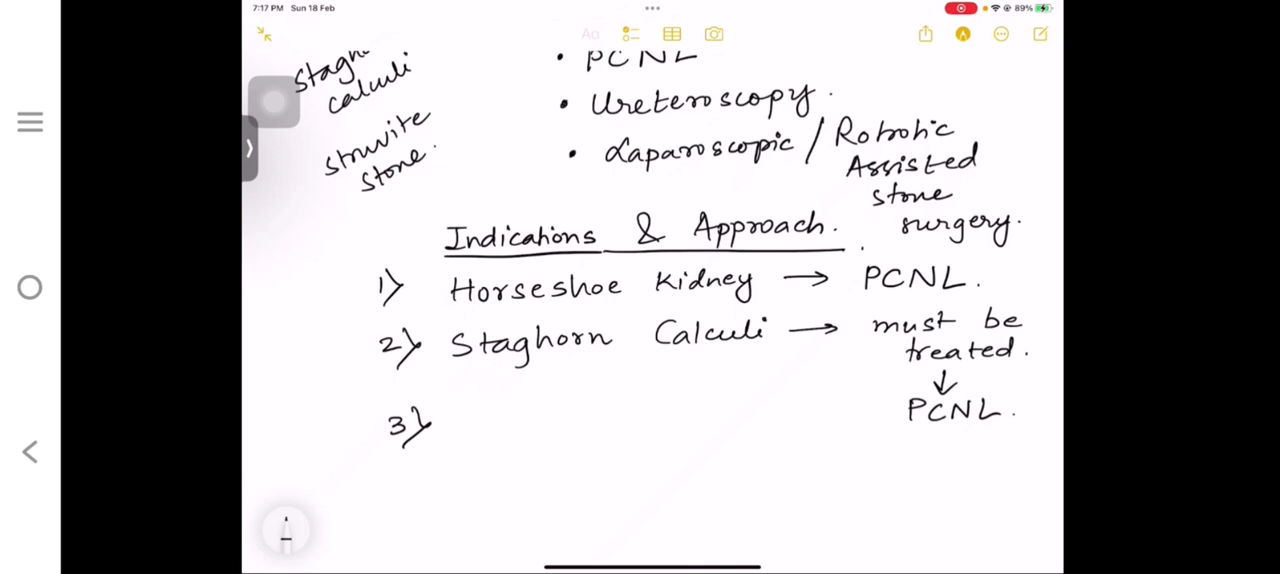 7:17 PM Sun 18 Feb
89%
Aa
calculi
struvite
stone.
• PCNL
• Ureteroscopy.
• Laparoscopic / Robotic
Assisted
stone
surgery.
Indications & Approach.
1) Horseshoe Kidney → PCNL.
2) Staghorn Calculi → must be
treated.
↓
PCNL.
3)